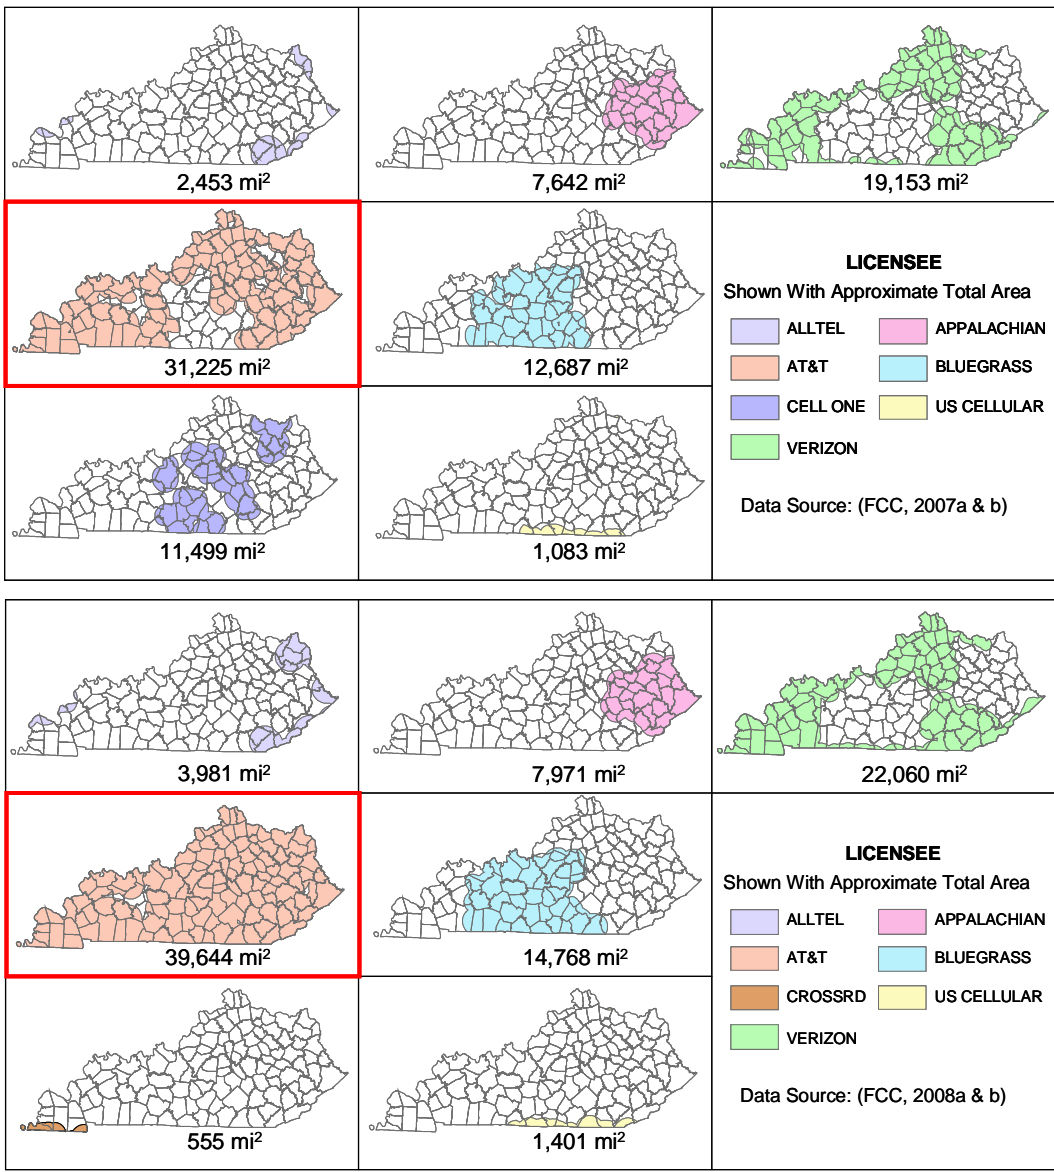 2,453 mi²
7,642 mi²
19,153 mi²
31,225 mi²
12,687 mi²
LICENSEE
Shown With Approximate Total Area
ALLTEL
APPALACHIAN
AT&T
BLUEGRASS
CELL ONE
US CELLULAR
VERIZON
Data Source: (FCC, 2007a & b)
11,499 mi²
1,083 mi²
3,981 mi²
7,971 mi²
22,060 mi²
39,644 mi²
14,768 mi²
LICENSEE
Shown With Approximate Total Area
ALLTEL
APPALACHIAN
AT&T
BLUEGRASS
CROSSRD
US CELLULAR
VERIZON
Data Source: (FCC, 2008a & b)
555 mi²
1,401 mi²